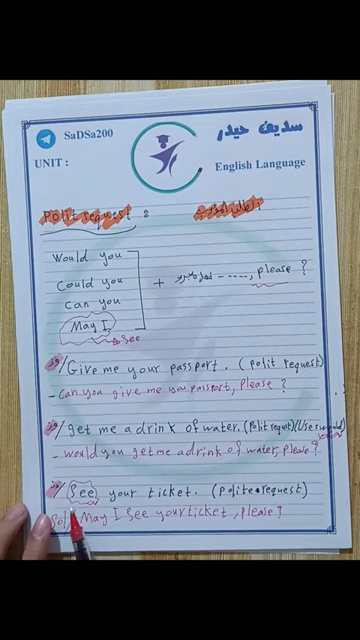 SaDSa200
سديف حيدر
UNIT :
English Language
Polit request :
الطلب المؤدب
Would you
Could you
Can you
May I
+ فعل مجرد ----- , please ?
see
س/ Give me your passport. (polit request)
- Can you give me you passport, please ?
س/ get me a drink of water. (Polit request) (Use would)
- Would you get me a drink of water, please ?
س/ See your ticket. (polite request)
Sol/ May I see your ticket, please ?